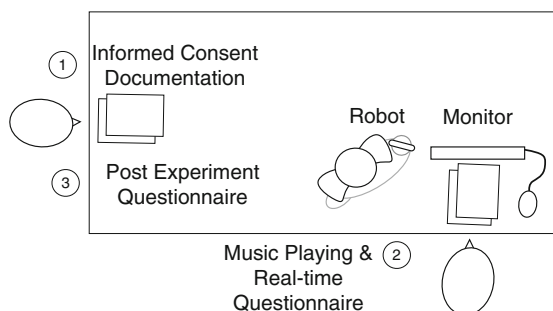 1
Informed Consent
Documentation
3
Post Experiment
Questionnaire
Robot
Monitor
Music Playing &
2
Real-time
Questionnaire